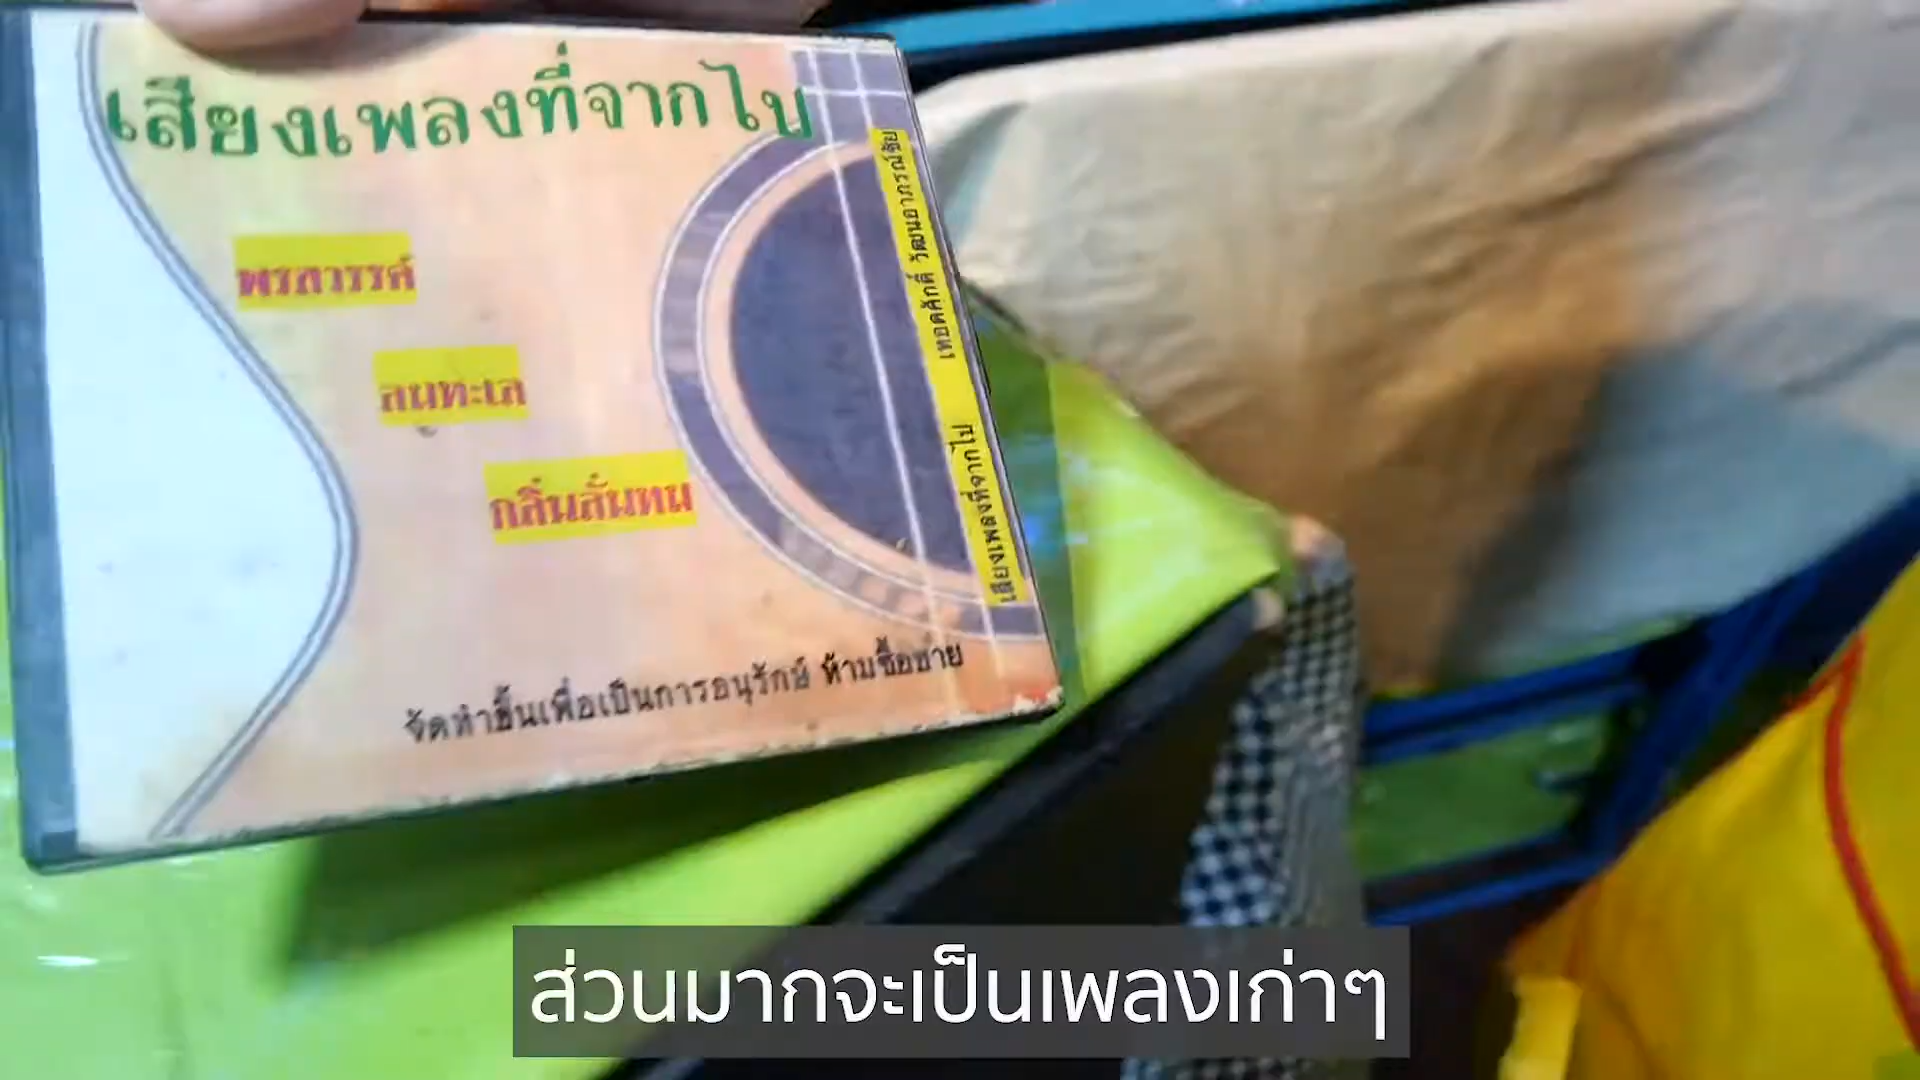 เสียงเพลงที่จากไป
พรสวรรค์
ลมทะเล
กลิ่นลั่นทม
เทอดศักดิ์ วัฒนอาภรณ์ชัย
เสียงเพลงที่จากไป
จัดทำขึ้นเพื่อเป็นการอนุรักษ์ ห้ามซื้อขาย
ส่วนมากจะเป็นเพลงเก่าๆ